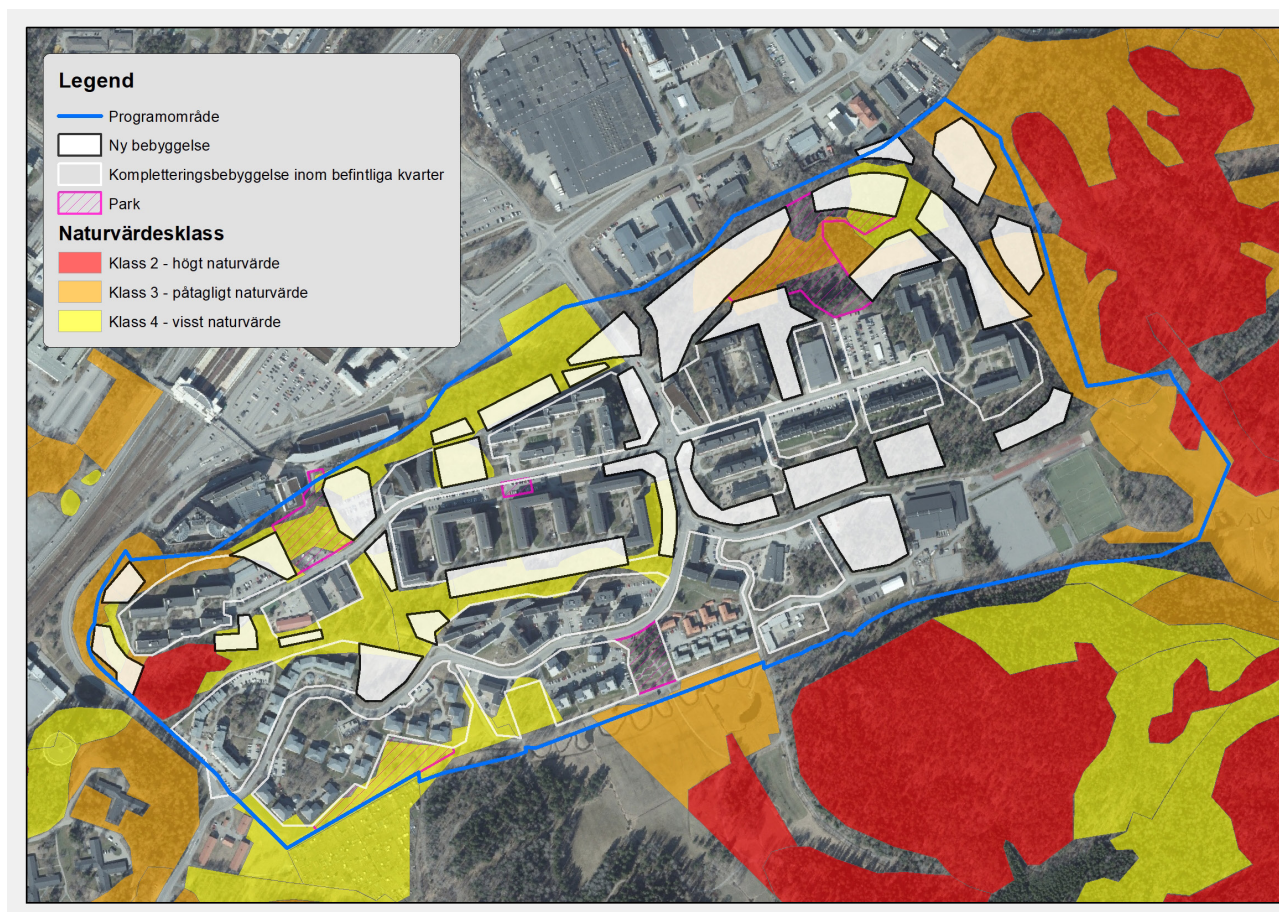 Legend
Programområde
Ny bebyggelse
Kompletteringsbebyggelse inom befintliga kvarter
Park
Naturvärdesklass
Klass 2 - högt naturvärde
Klass 3 - påtagligt naturvärde
Klass 4 - visst naturvärde